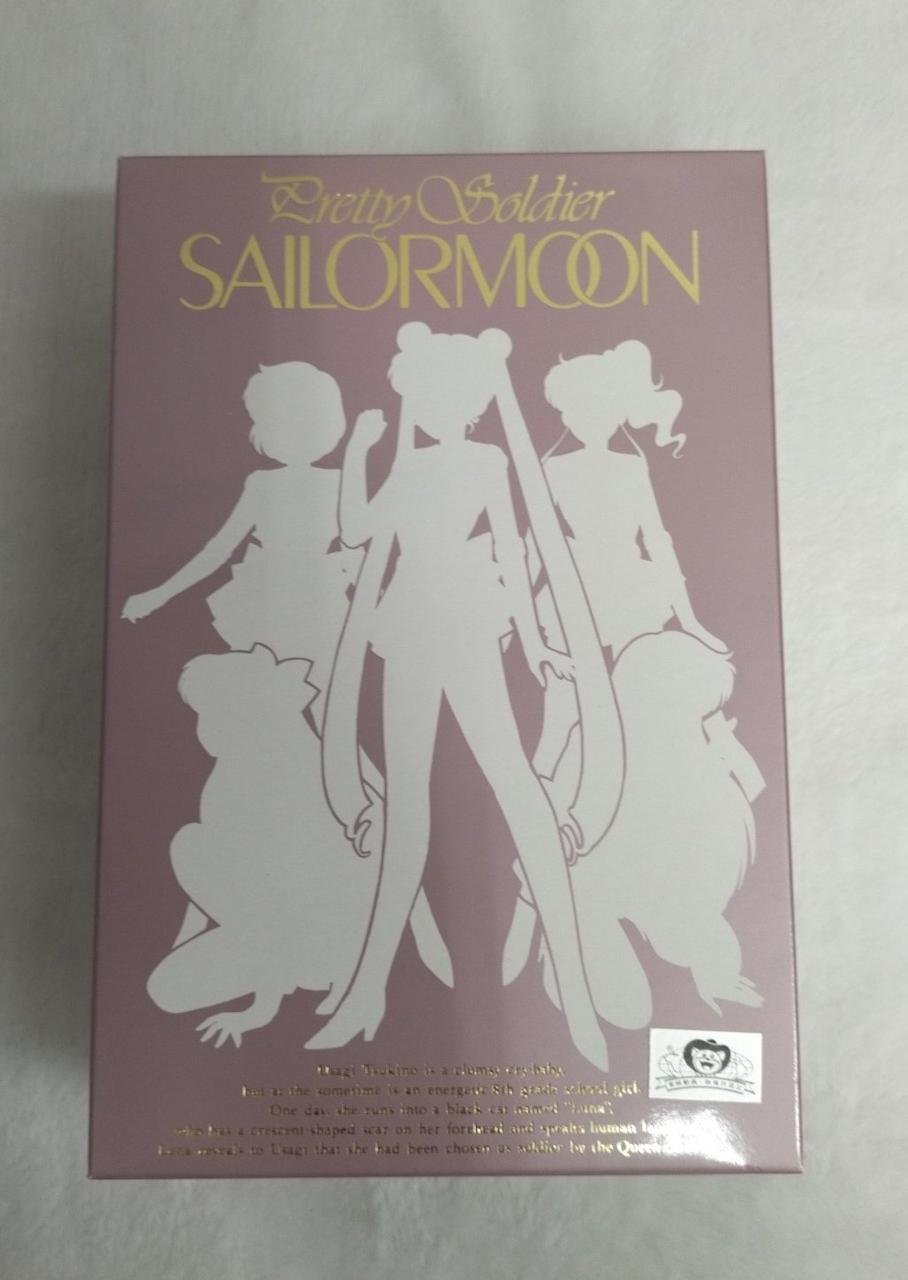 Pretty Soldier
SAILORMOON
Usagi Tsukino is a clumsy cry-baby,
but at the sometime is an energetic 8th grade school girl.
One day, she runs into a black cat named "Luna",
who has a crescent-shaped scar on her forehead and speaks human
Luna reveals to Usagi that she had been chosen as soldier by the Queen